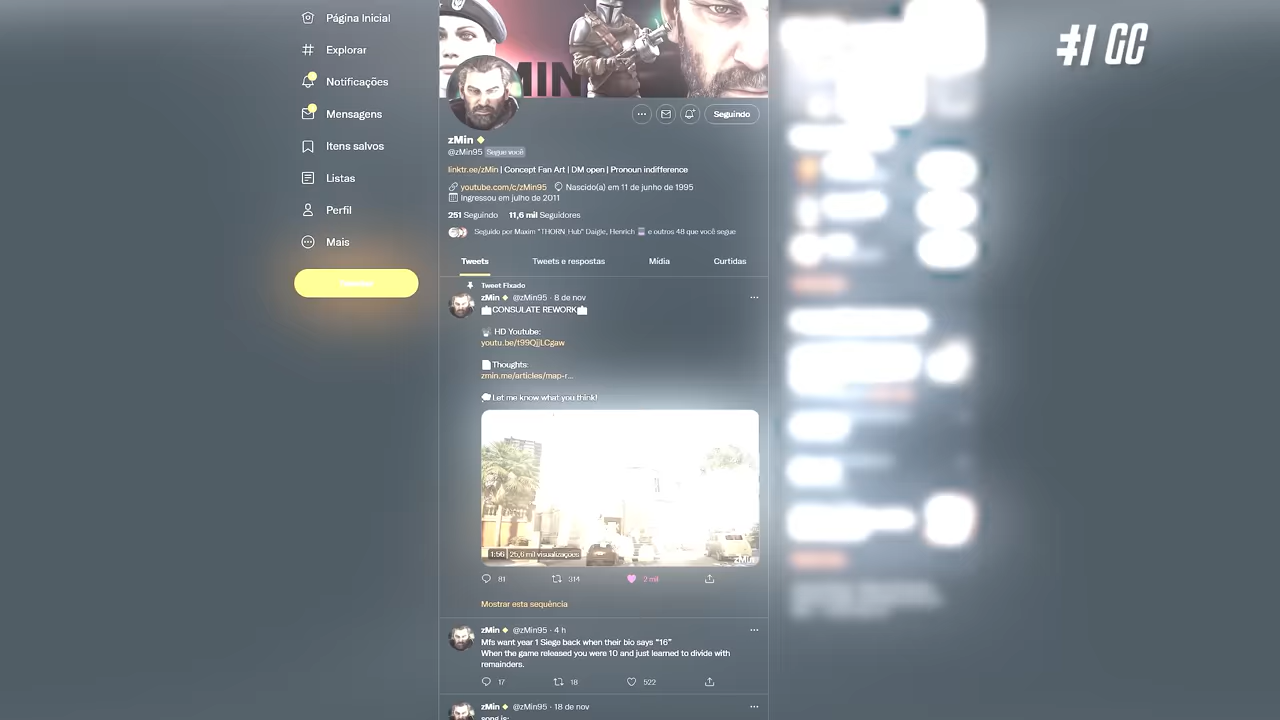 Página Inicial
Explorar
Notificações
Mensagens
Itens salvos
Listas
Perfil
Mais
#1 CC
MIN
Seguindo
zMin
@zMin95 Segue você
linktr.ee/zMin | Concept Fan Art | DM open | Pronoun indifference
youtube.com/c/zMin95 Nascido(a) em 11 de junho de 1995
Ingressou em julho de 2011
251 Seguindo 11,6 mil Seguidores
Seguido por Maxim "THORN_Hub" Daigle, Henrich e outros 48 que você segue
Tweets Tweets e respostas Mídia Curtidas
Tweet Fixado
zMin @zMin95 · 8 de nov
CONSULATE REWORK
HD Youtube:
youtu.be/t99QjjLCgaw
Thoughts:
zmin.me/articles/map-r...
Let me know what you think!
1:56 | 25,6 mil visualizações
zMin
81 314 2 mil
Mostrar esta sequência
zMin @zMin95 · 4 h
Mfs want year 1 Siege back when their bio says "16"
When the game released you were 10 and just learned to divide with
remainders.
17 18 522
zMin @zMin95 · 18 de nov
song is: